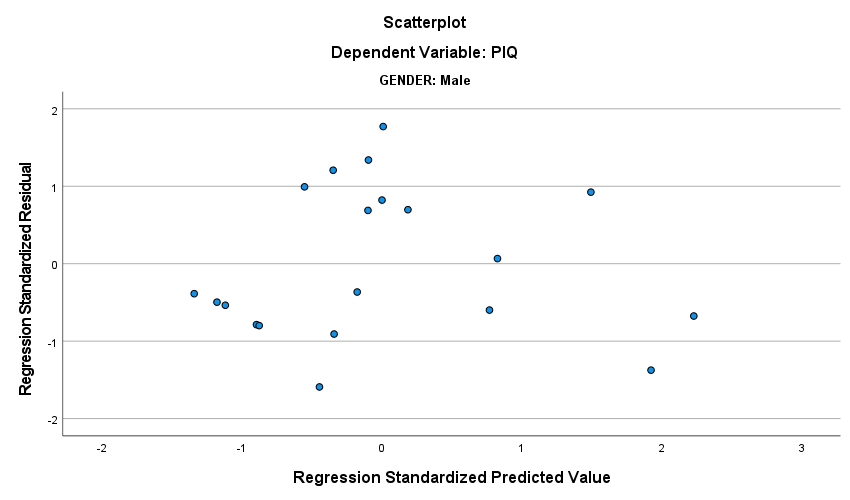 Scatterplot
Dependent Variable: PIQ
GENDER: Male
Regression Standardized Residual
2
1
0
-1
-2
-2
-1
0
1
2
3
Regression Standardized Predicted Value